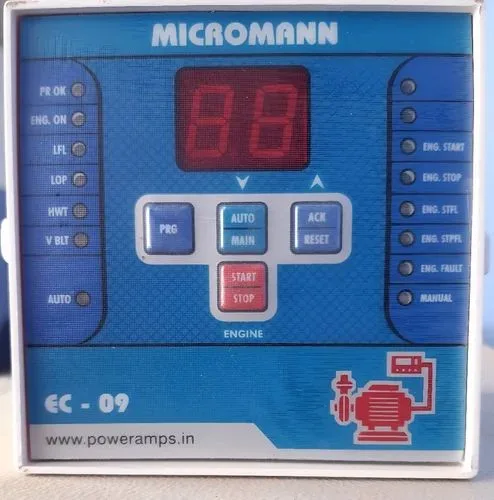 MICROMANN
PR OK
ENG. ON
LFL
LOP
HWT
V BLT
AUTO
88
PRG
AUTO
MAIN
ACK
RESET
START
STOP
ENGINE
ENG. START
ENG. STOP
ENG. STFL
ENG. STPFL
ENG. FAULT
MANUAL
EC - 09
www.poweramps.in